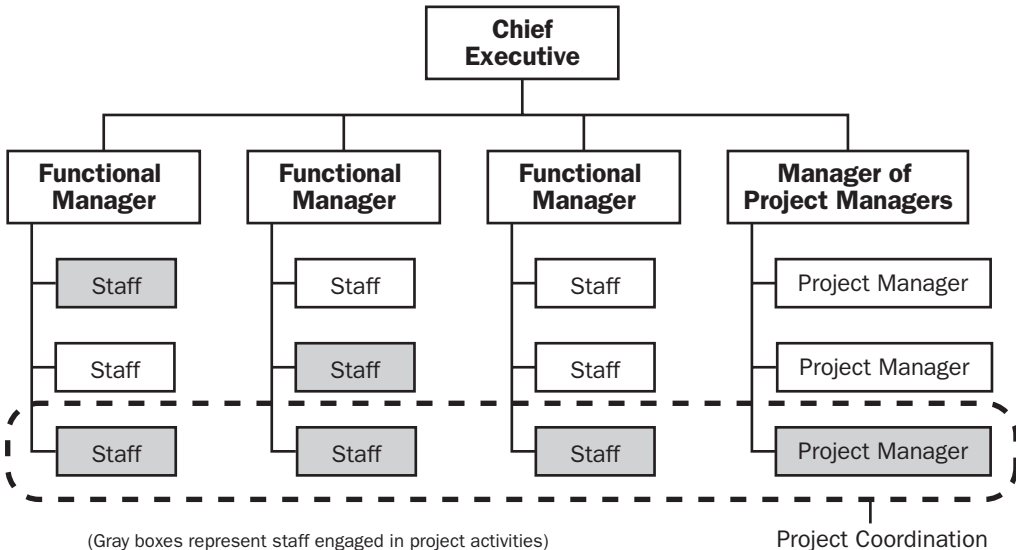 Chief
Executive
Functional
Manager
Functional
Manager
Functional
Manager
Manager of
Project Managers
Staff
Staff
Staff
Project Manager
Staff
Staff
Staff
Project Manager
Staff
Staff
Staff
Project Manager
(Gray boxes represent staff engaged in project activities)
Project Coordination